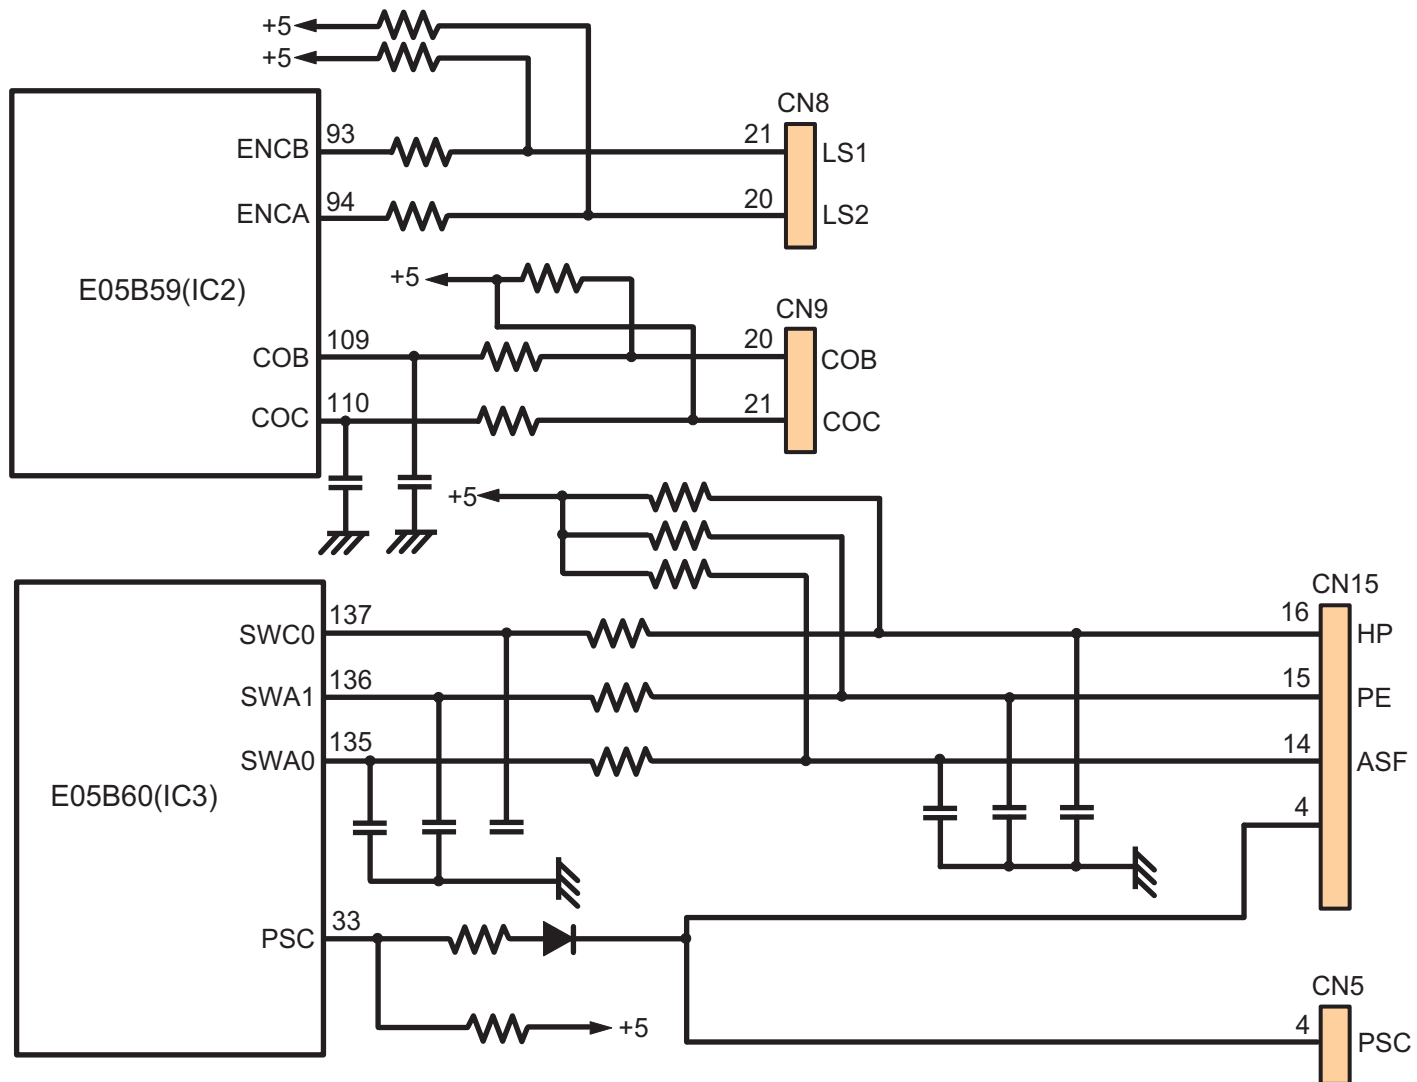 +5
+5
CN8
ENCB
93
21
LS1
ENCA
94
20
LS2
+5
E05B59(IC2)
CN9
COB
109
20
COB
COC
110
21
COC
+5
CN15
SWC0
137
16
HP
SWA1
136
15
PE
SWA0
135
14
ASF
E05B60(IC3)
4
PSC
33
CN5
+5
4
PSC